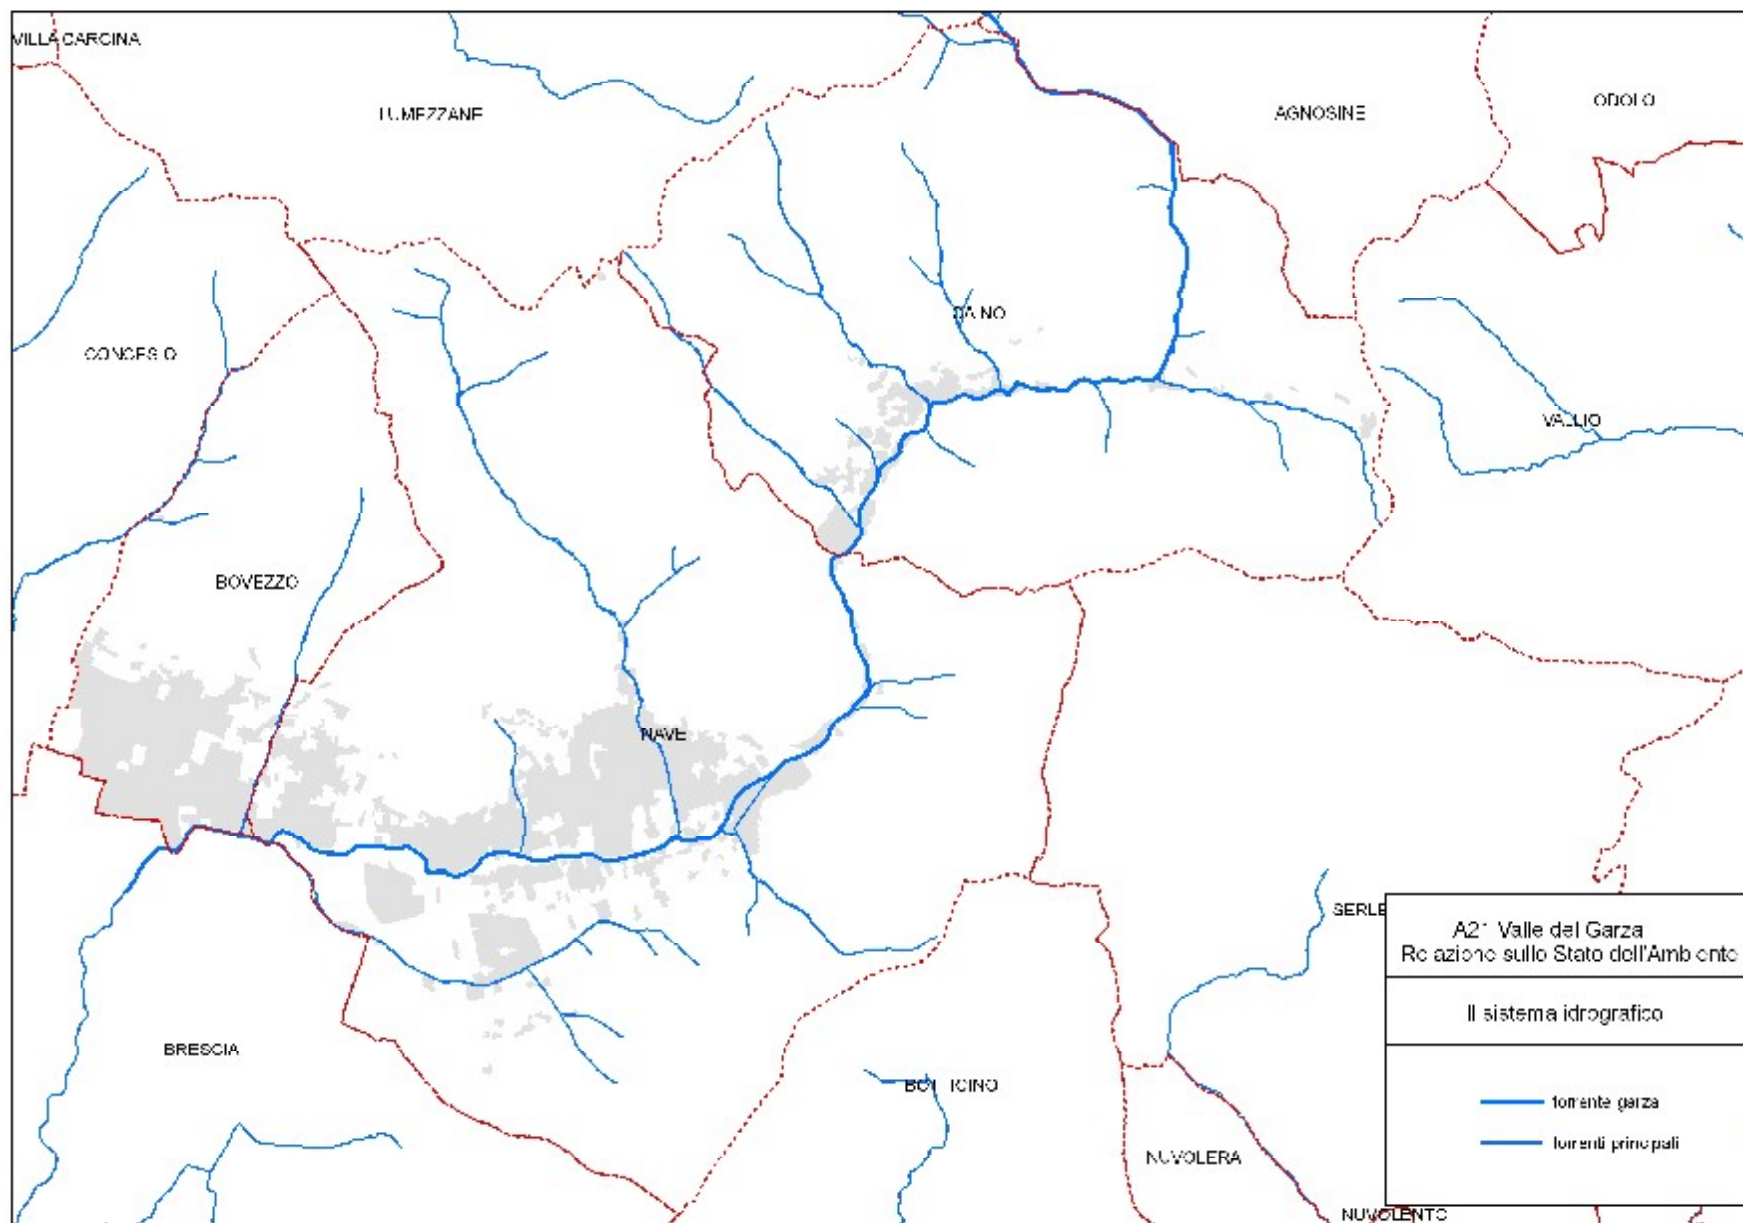 VILLA CARCINA
LUMEZZANE
AGNOSINE
ODOLO
CAINO
CONCESIO
VALLIO
BOVEZZO
NAVE
SERLE
A21 Valle del Garza
Relazione sullo Stato dell'Ambiente
Il sistema idrografico
BRESCIA
BOTTICINO
torrente garza
torrenti principali
NUVOLERA
NUVOLENTO